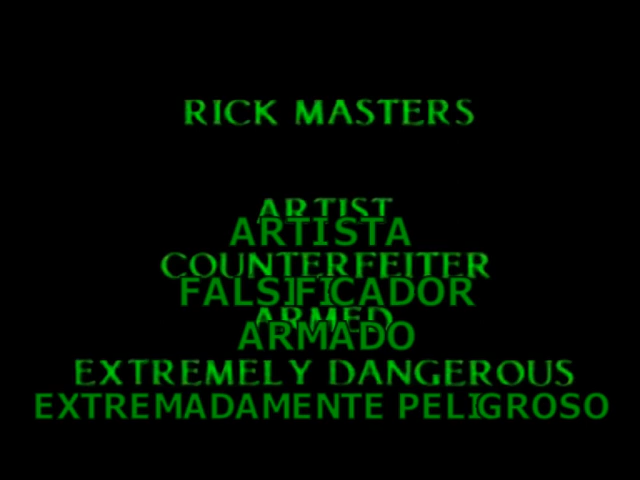 RICK MASTERS
ARTIST
ARTISTA
COUNTERFEITER
FALSIFICADOR
ARMED
ARMADO
EXTREMELY DANGEROUS
EXTREMADAMENTE PELIGROSO